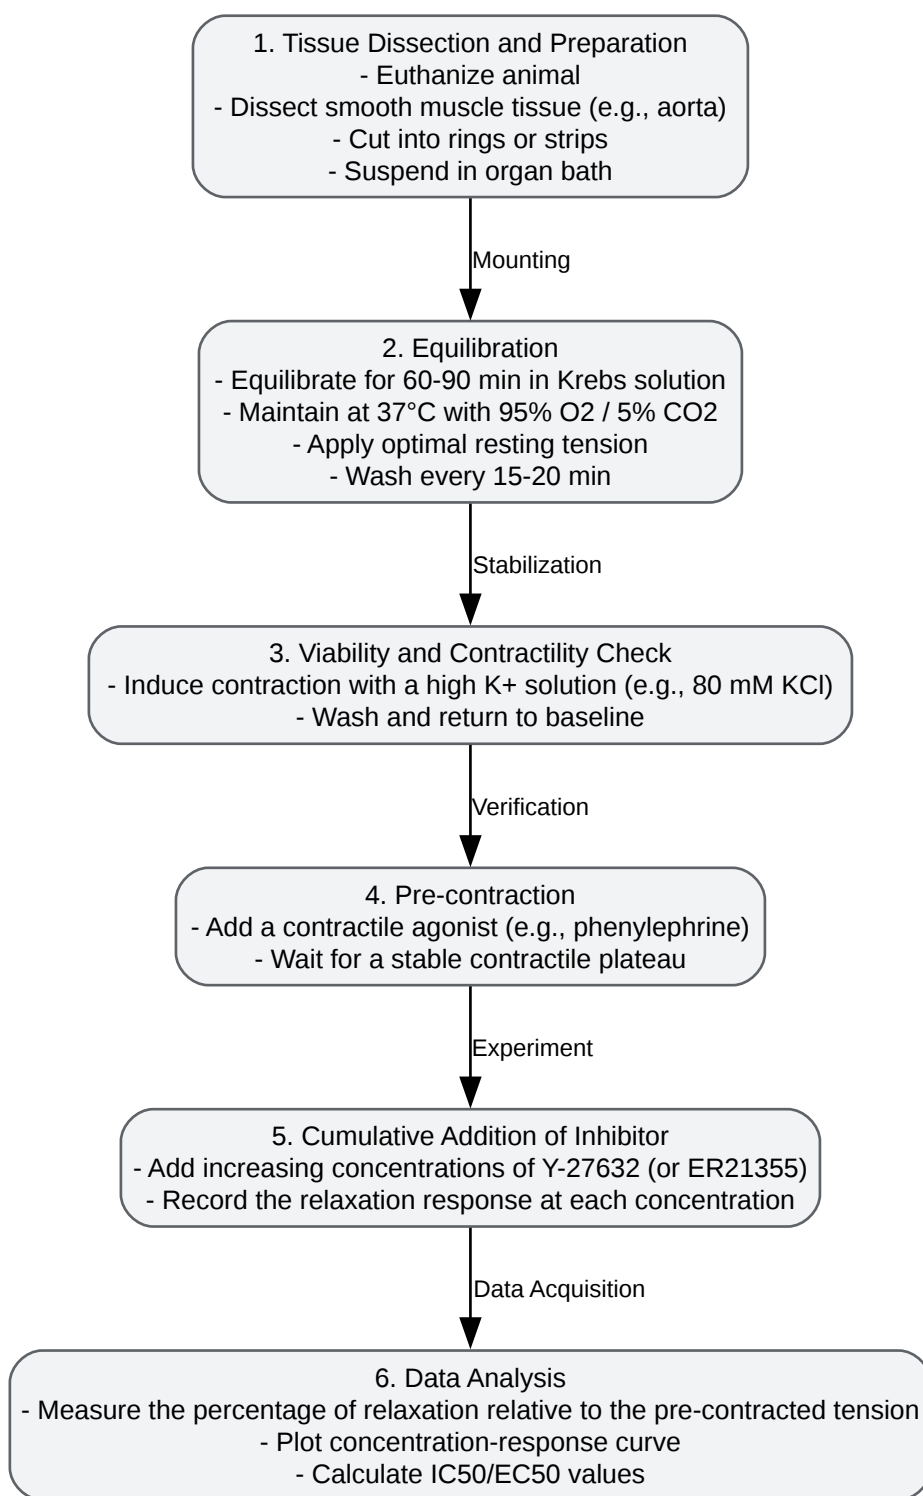 1. Tissue Dissection and Preparation
- Euthanize animal
- Dissect smooth muscle tissue (e.g., aorta)
- Cut into rings or strips
- Suspend in organ bath
Mounting
2. Equilibration
- Equilibrate for 60-90 min in Krebs solution
- Maintain at 37°C with 95% O2 / 5% CO2
- Apply optimal resting tension
- Wash every 15-20 min
Stabilization
3. Viability and Contractility Check
- Induce contraction with a high K+ solution (e.g., 80 mM KCl)
- Wash and return to baseline
Verification
4. Pre-contraction
- Add a contractile agonist (e.g., phenylephrine)
- Wait for a stable contractile plateau
Experiment
5. Cumulative Addition of Inhibitor
- Add increasing concentrations of Y-27632 (or ER21355)
- Record the relaxation response at each concentration
Data Acquisition
6. Data Analysis
- Measure the percentage of relaxation relative to the pre-contracted tension
- Plot concentration-response curve
- Calculate IC50/EC50 values